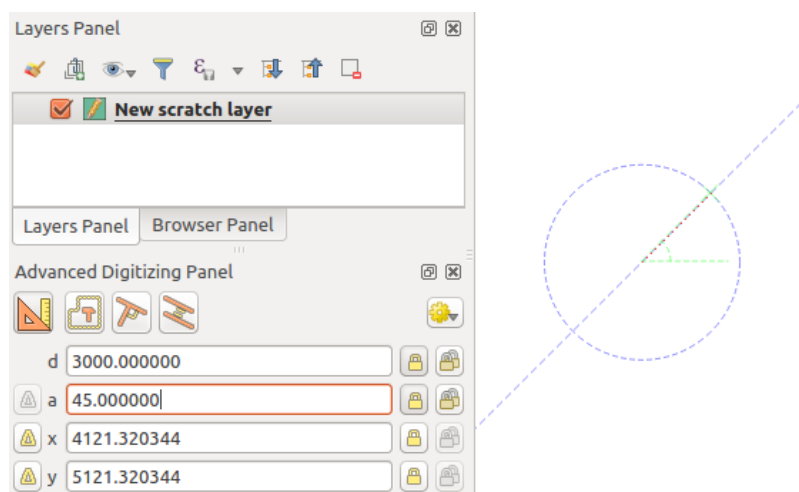 Layers Panel
New scratch layer
Layers Panel Browser Panel
Advanced Digitizing Panel
d 3000.000000
a 45.000000
x 4121.320344
y 5121.320344